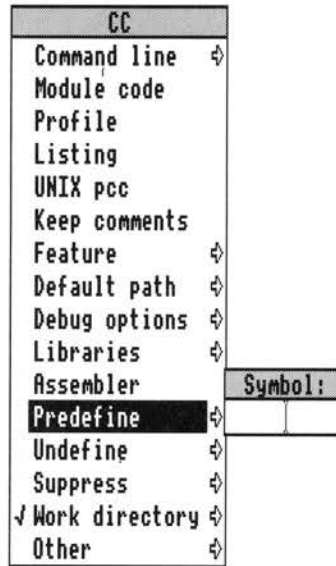 CC
Command line
Module code
Profile
Listing
UNIX pcc
Keep comments
Feature
Default path
Debug options
Libraries
Assembler
Predefine
Symbol:
Undefine
Suppress
√ Work directory
Other